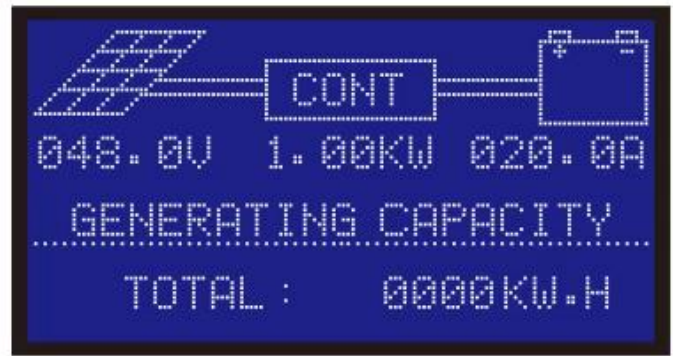 CONT
+ -
048.0V 1.00KW 020.0A
GENERATING CAPACITY
TOTAL: 0000KW.H